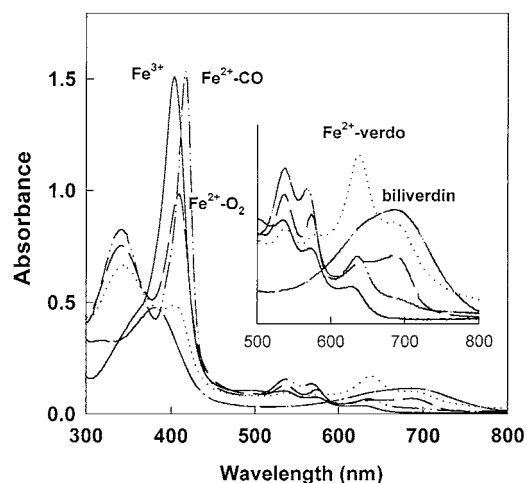 1.5
Fe³⁺
Fe²⁺-CO
Fe²⁺-verdo
1.0
biliverdin
Fe²⁺-O₂
Absorbance
0.5
500 600 700 800
0.0
300 400 500 600 700 800
Wavelength (nm)